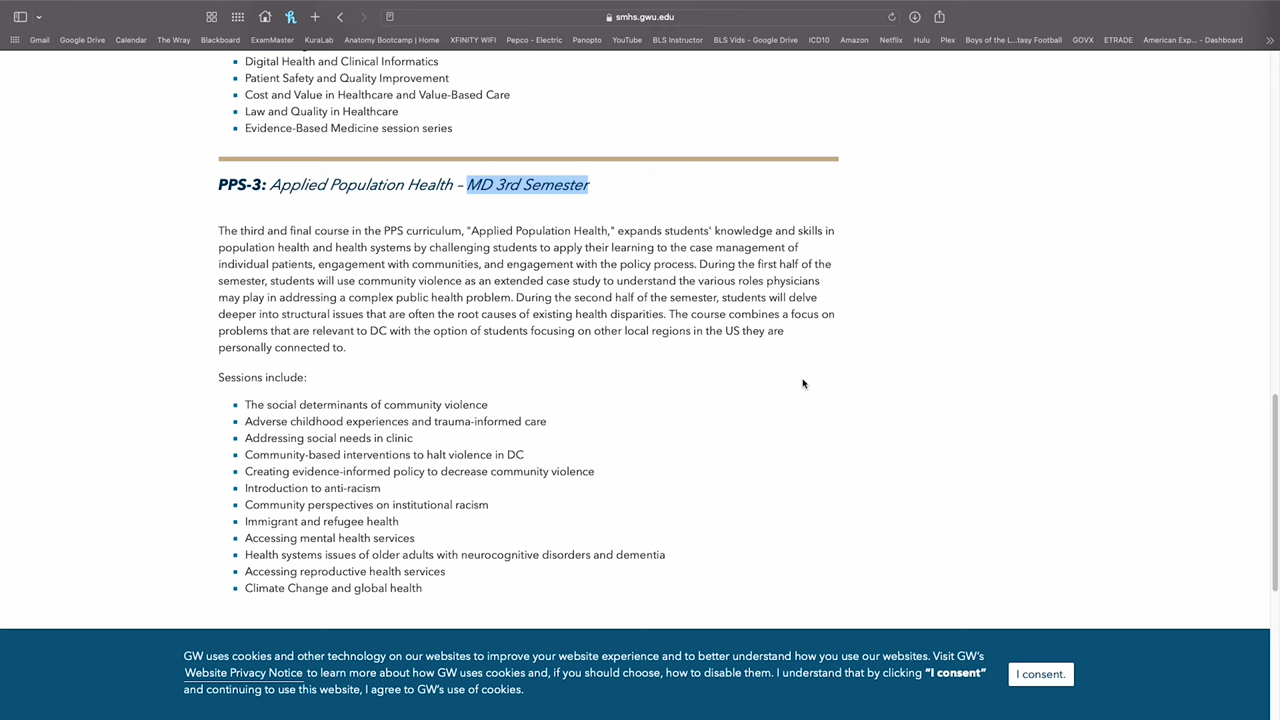 smhs.gwu.edu
Gmail Google Drive Calendar The Wray Blackboard ExamMaster KuraLab Anatomy Bootcamp | Home XFINITY WIFI Pepco - Electric Panopto YouTube BLS Instructor BLS Vids - Google Drive ICD10 Amazon Netflix Hulu Plex Boys of the L...tasy Football GOVX ETRADE American Exp... - Dashboard
Digital Health and Clinical Informatics
Patient Safety and Quality Improvement
Cost and Value in Healthcare and Value-Based Care
Law and Quality in Healthcare
Evidence-Based Medicine session series
PPS-3: Applied Population Health – MD 3rd Semester
The third and final course in the PPS curriculum, "Applied Population Health," expands students' knowledge and skills in
population health and health systems by challenging students to apply their learning to the case management of
individual patients, engagement with communities, and engagement with the policy process. During the first half of the
semester, students will use community violence as an extended case study to understand the various roles physicians
may play in addressing a complex public health problem. During the second half of the semester, students will delve
deeper into structural issues that are often the root causes of existing health disparities. The course combines a focus on
problems that are relevant to DC with the option of students focusing on other local regions in the US they are
personally connected to.
Sessions include:
The social determinants of community violence
Adverse childhood experiences and trauma-informed care
Addressing social needs in clinic
Community-based interventions to halt violence in DC
Creating evidence-informed policy to decrease community violence
Introduction to anti-racism
Community perspectives on institutional racism
Immigrant and refugee health
Accessing mental health services
Health systems issues of older adults with neurocognitive disorders and dementia
Accessing reproductive health services
Climate Change and global health
GW uses cookies and other technology on our websites to improve your website experience and to better understand how you use our websites. Visit GW's
Website Privacy Notice to learn more about how GW uses cookies and, if you should choose, how to disable them. I understand that by clicking "I consent"
and continuing to use this website, I agree to GW's use of cookies.
I consent.